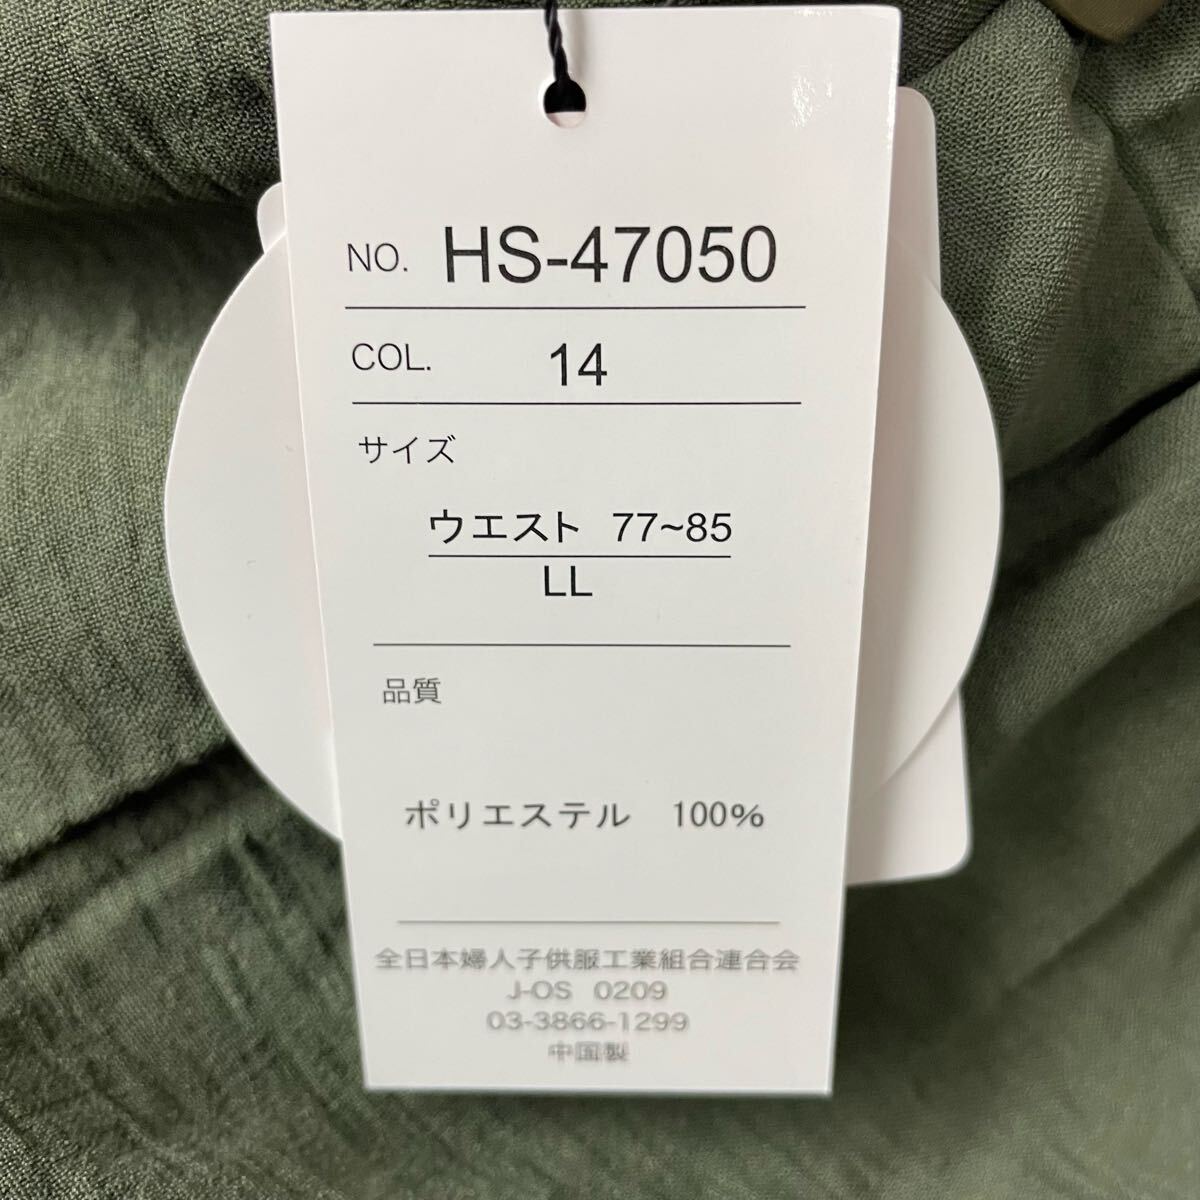 NO. HS-47050
COL. 14
サイズ
ウエスト 77~85
LL
品質
ポリエステル 100%
全日本婦人子供服工業組合連合会
J-OS 0209
03-3866-1299
中国製